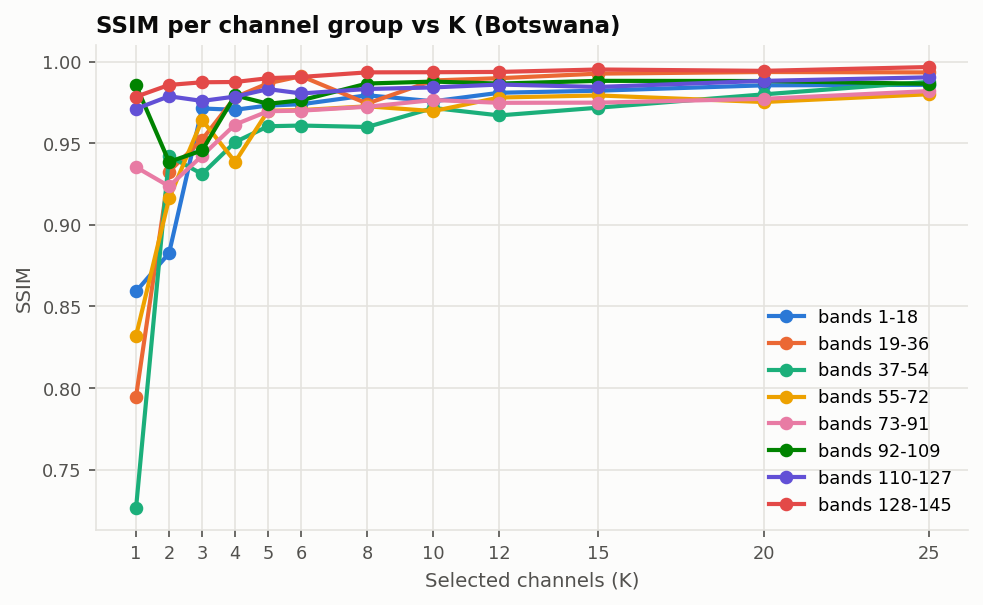 SSIM per channel group vs K (Botswana)
1.00
0.95
0.90
0.85
0.80
0.75
SSIM
bands 1-18
bands 19-36
bands 37-54
bands 55-72
bands 73-91
bands 92-109
bands 110-127
bands 128-145
1 2 3 4 5 6 8 10 12 15 20 25
Selected channels (K)